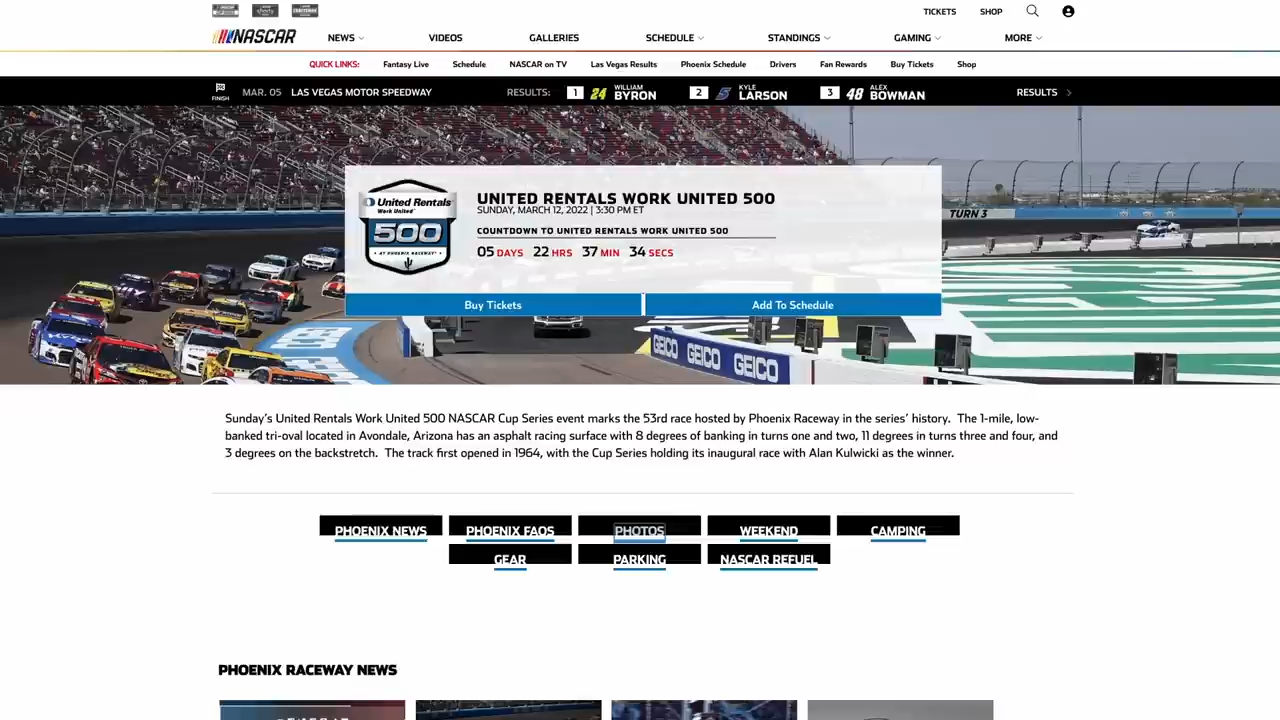 TICKETS SHOP
NASCAR NEWS VIDEOS GALLERIES SCHEDULE STANDINGS GAMING MORE
QUICK LINKS: Fantasy Live Schedule NASCAR on TV Las Vegas Results Phoenix Schedule Drivers Fan Rewards Buy Tickets Shop
FINISH MAR. 05 LAS VEGAS MOTOR SPEEDWAY RESULTS: 1 24 WILLIAM BYRON 2 5 KYLE LARSON 3 48 ALEX BOWMAN RESULTS
United Rentals
Work United
500
AT PHOENIX RACEWAY
UNITED RENTALS WORK UNITED 500
SUNDAY, MARCH 12, 2022 | 3:30 PM ET
COUNTDOWN TO UNITED RENTALS WORK UNITED 500
05 DAYS 22 HRS 37 MIN 34 SECS
TURN 3
Buy Tickets Add To Schedule
GEICO GEICO GEICO
Sunday's United Rentals Work United 500 NASCAR Cup Series event marks the 53rd race hosted by Phoenix Raceway in the series' history. The 1-mile, low-
banked tri-oval located in Avondale, Arizona has an asphalt racing surface with 8 degrees of banking in turns one and two, 11 degrees in turns three and four, and
3 degrees on the backstretch. The track first opened in 1964, with the Cup Series holding its inaugural race with Alan Kulwicki as the winner.
PHOENIX NEWS PHOENIX FAQS PHOTOS WEEKEND CAMPING
GEAR PARKING NASCAR REFUEL
PHOENIX RACEWAY NEWS